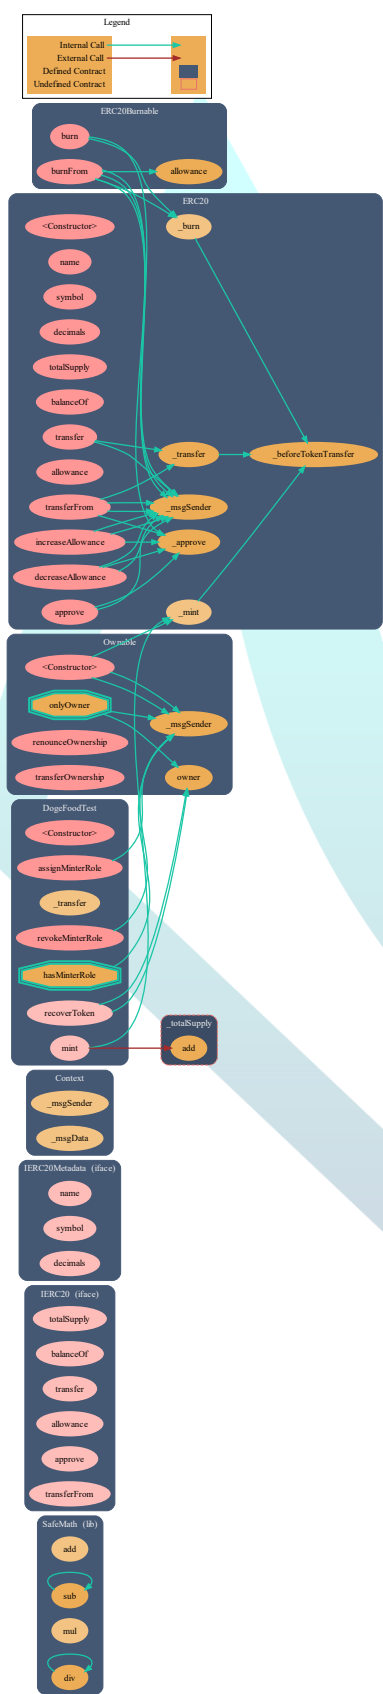 Legend
Internal Call
External Call
Defined Contract
Undefined Contract
ERC20Burnable
burn
burnFrom
allowance
ERC20
<Constructor>
_burn
name
symbol
decimals
totalSupply
balanceOf
transfer
_transfer
_beforeTokenTransfer
allowance
transferFrom
_msgSender
increaseAllowance
_approve
decreaseAllowance
approve
_mint
Ownable
<Constructor>
onlyOwner
_msgSender
renounceOwnership
transferOwnership
owner
DogeFoodTest
<Constructor>
assignMinterRole
_transfer
revokeMinterRole
hasMinterRole
recoverToken
mint
_totalSupply
add
Context
_msgSender
_msgData
IERC20Metadata (iface)
name
symbol
decimals
IERC20 (iface)
totalSupply
balanceOf
transfer
allowance
approve
transferFrom
SafeMath (lib)
add
sub
mul
div